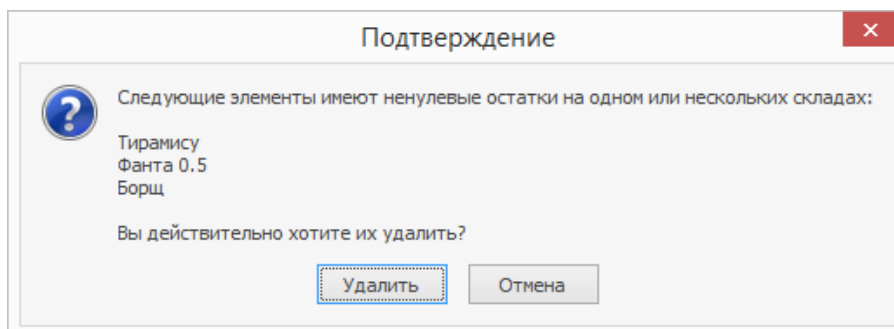 Подтверждение
Следующие элементы имеют ненулевые остатки на одном или нескольких складах:
Тирамису
Фанта 0.5
Борщ
Вы действительно хотите их удалить?
Удалить
Отмена